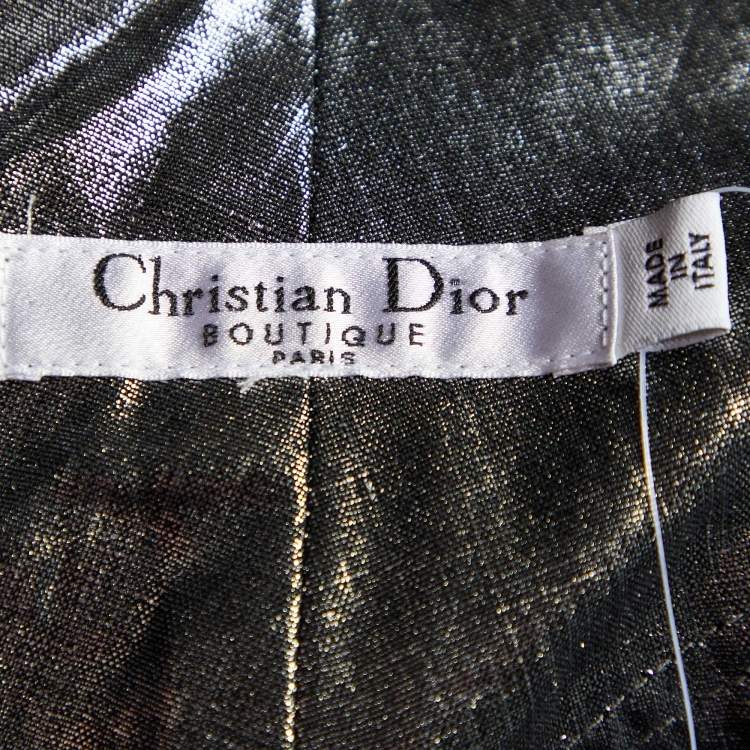 Christian Dior
BOUTIQUE
PARIS
MADE
IN
ITALY